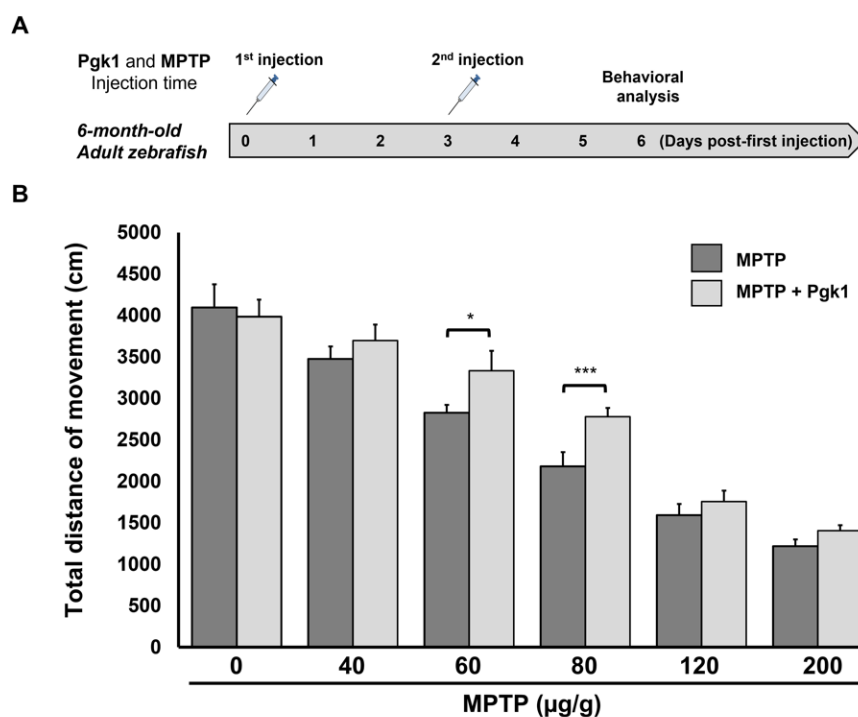 A
Pgk1 and MPTP
Injection time
1st injection
2nd injection
Behavioral
analysis
6-month-old
Adult zebrafish
0 1 2 3 4 5 6 (Days post-first injection)
B
Total distance of movement (cm)
5000
4500
4000
3500
3000
2500
2000
1500
1000
500
0
MPTP
MPTP + Pgk1
*
***
0 40 60 80 120 200
MPTP (µg/g)